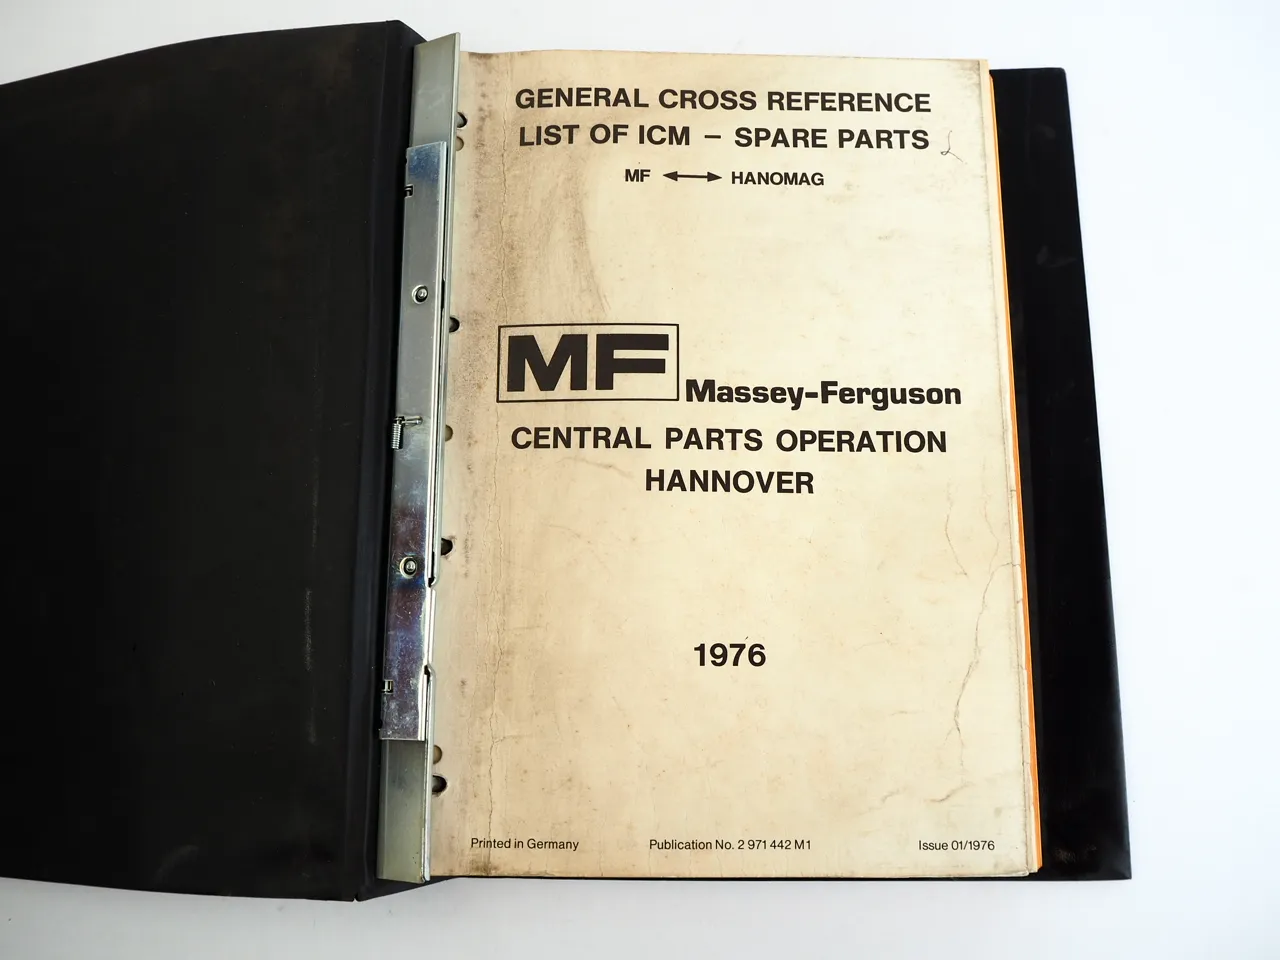 GENERAL CROSS REFERENCE
LIST OF ICM – SPARE PARTS
MF ⟷ HANOMAG
MF Massey-Ferguson
CENTRAL PARTS OPERATION
HANNOVER
1976
Printed in Germany Publication No. 2 971 442 M1 Issue 01/1976